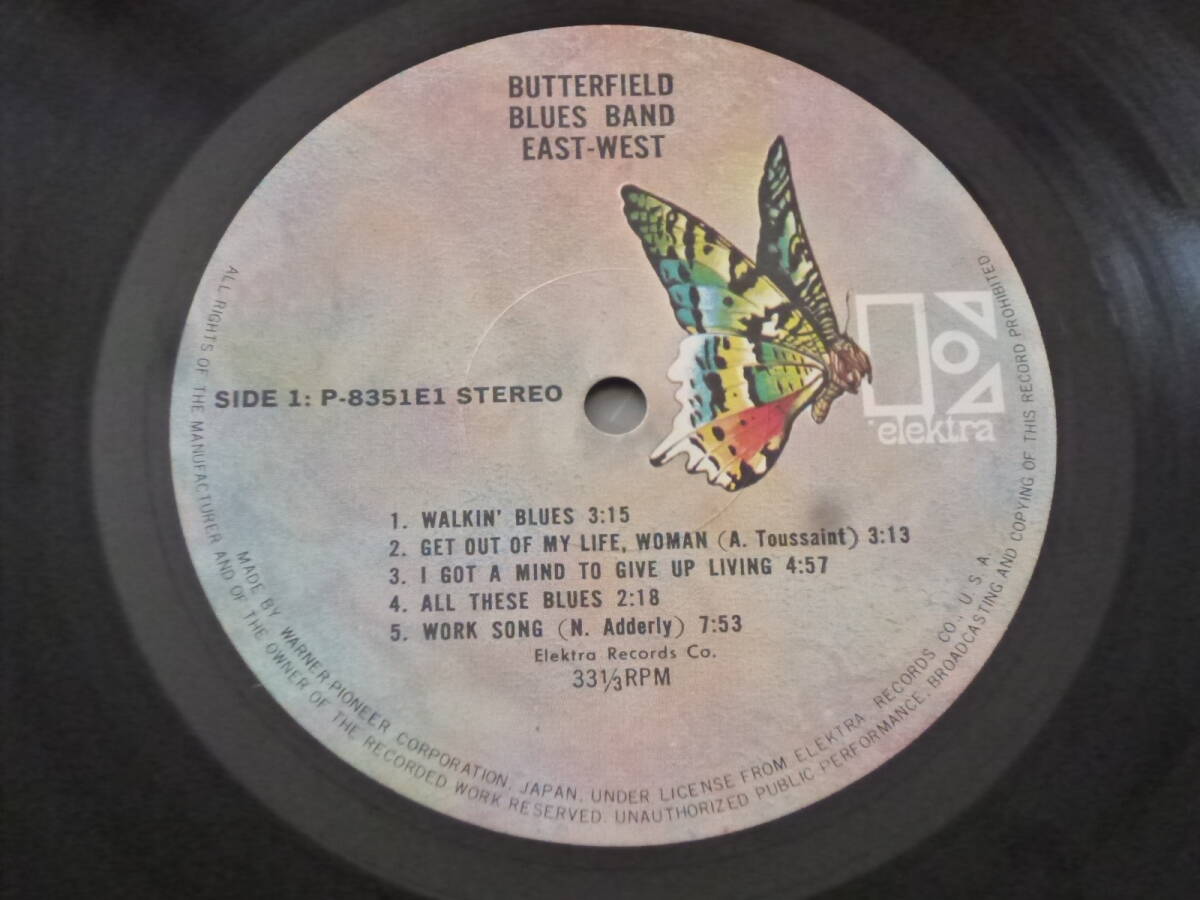 BUTTERFIELD
BLUES BAND
EAST-WEST
elektra
SIDE 1: P-8351E1 STEREO
1. WALKIN' BLUES 3:15
2. GET OUT OF MY LIFE, WOMAN (A. Toussaint) 3:13
3. I GOT A MIND TO GIVE UP LIVING 4:57
4. ALL THESE BLUES 2:18
5. WORK SONG (N. Adderly) 7:53
Elektra Records Co.
33⅓RPM
MADE BY WARNER-PIONEER CORPORATION, JAPAN, UNDER LICENSE FROM ELEKTRA RECORDS CO., U.S.A.
ALL RIGHTS OF THE MANUFACTURER AND OF THE OWNER OF THE RECORDED WORK RESERVED. UNAUTHORIZED PUBLIC PERFORMANCE, BROADCASTING AND COPYING OF THIS RECORD PROHIBITED